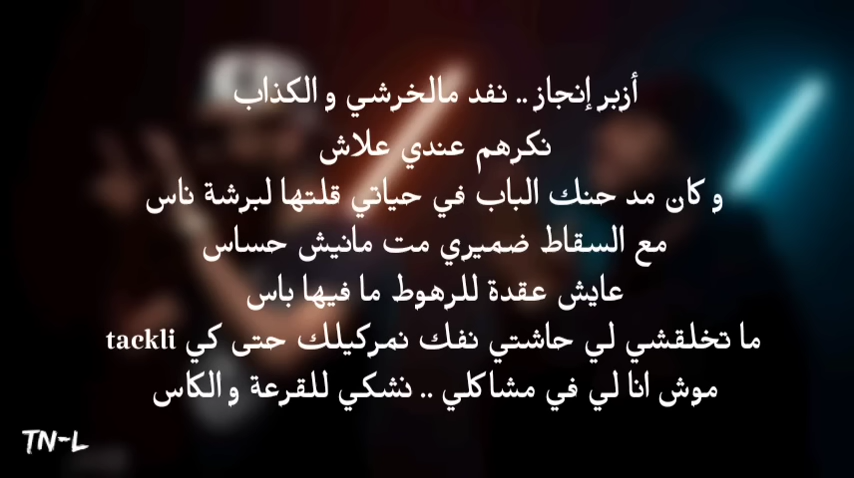 أزبر إنجاز .. نفد مالخرشي و الكذاب
نكرهم عندي علاش
و كان مد حنك الباب في حياتي قلتها لبرشة ناس
مع السقاط ضميري مت مانيش حساس
عايش عقدة للرهوط ما فيها باس
ما تخلقشي لي حاشتي نفك نمركيلك حتى كي tackli
موش انا لي في مشاكلي .. نشكي للقرعة و الكاس
TN-L